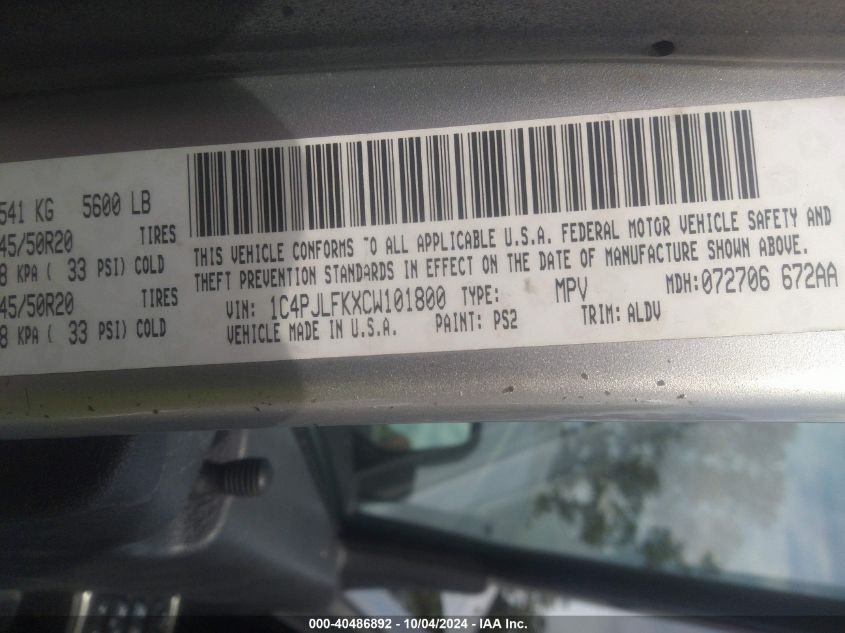 541 KG 5600 LB
45/50R20 TIRES
8 KPA ( 33 PSI) COLD
45/50R20 TIRES
8 KPA ( 33 PSI) COLD
THIS VEHICLE CONFORMS TO ALL APPLICABLE U.S.A. FEDERAL MOTOR VEHICLE SAFETY AND
THEFT PREVENTION STANDARDS IN EFFECT ON THE DATE OF MANUFACTURE SHOWN ABOVE.
VIN: 1C4PJLFKXCW101800 TYPE: MPV MDH:072706 672AA
VEHICLE MADE IN U.S.A. PAINT: PS2 TRIM: ALDV
000-40486892 - 10/04/2024 - IAA Inc.